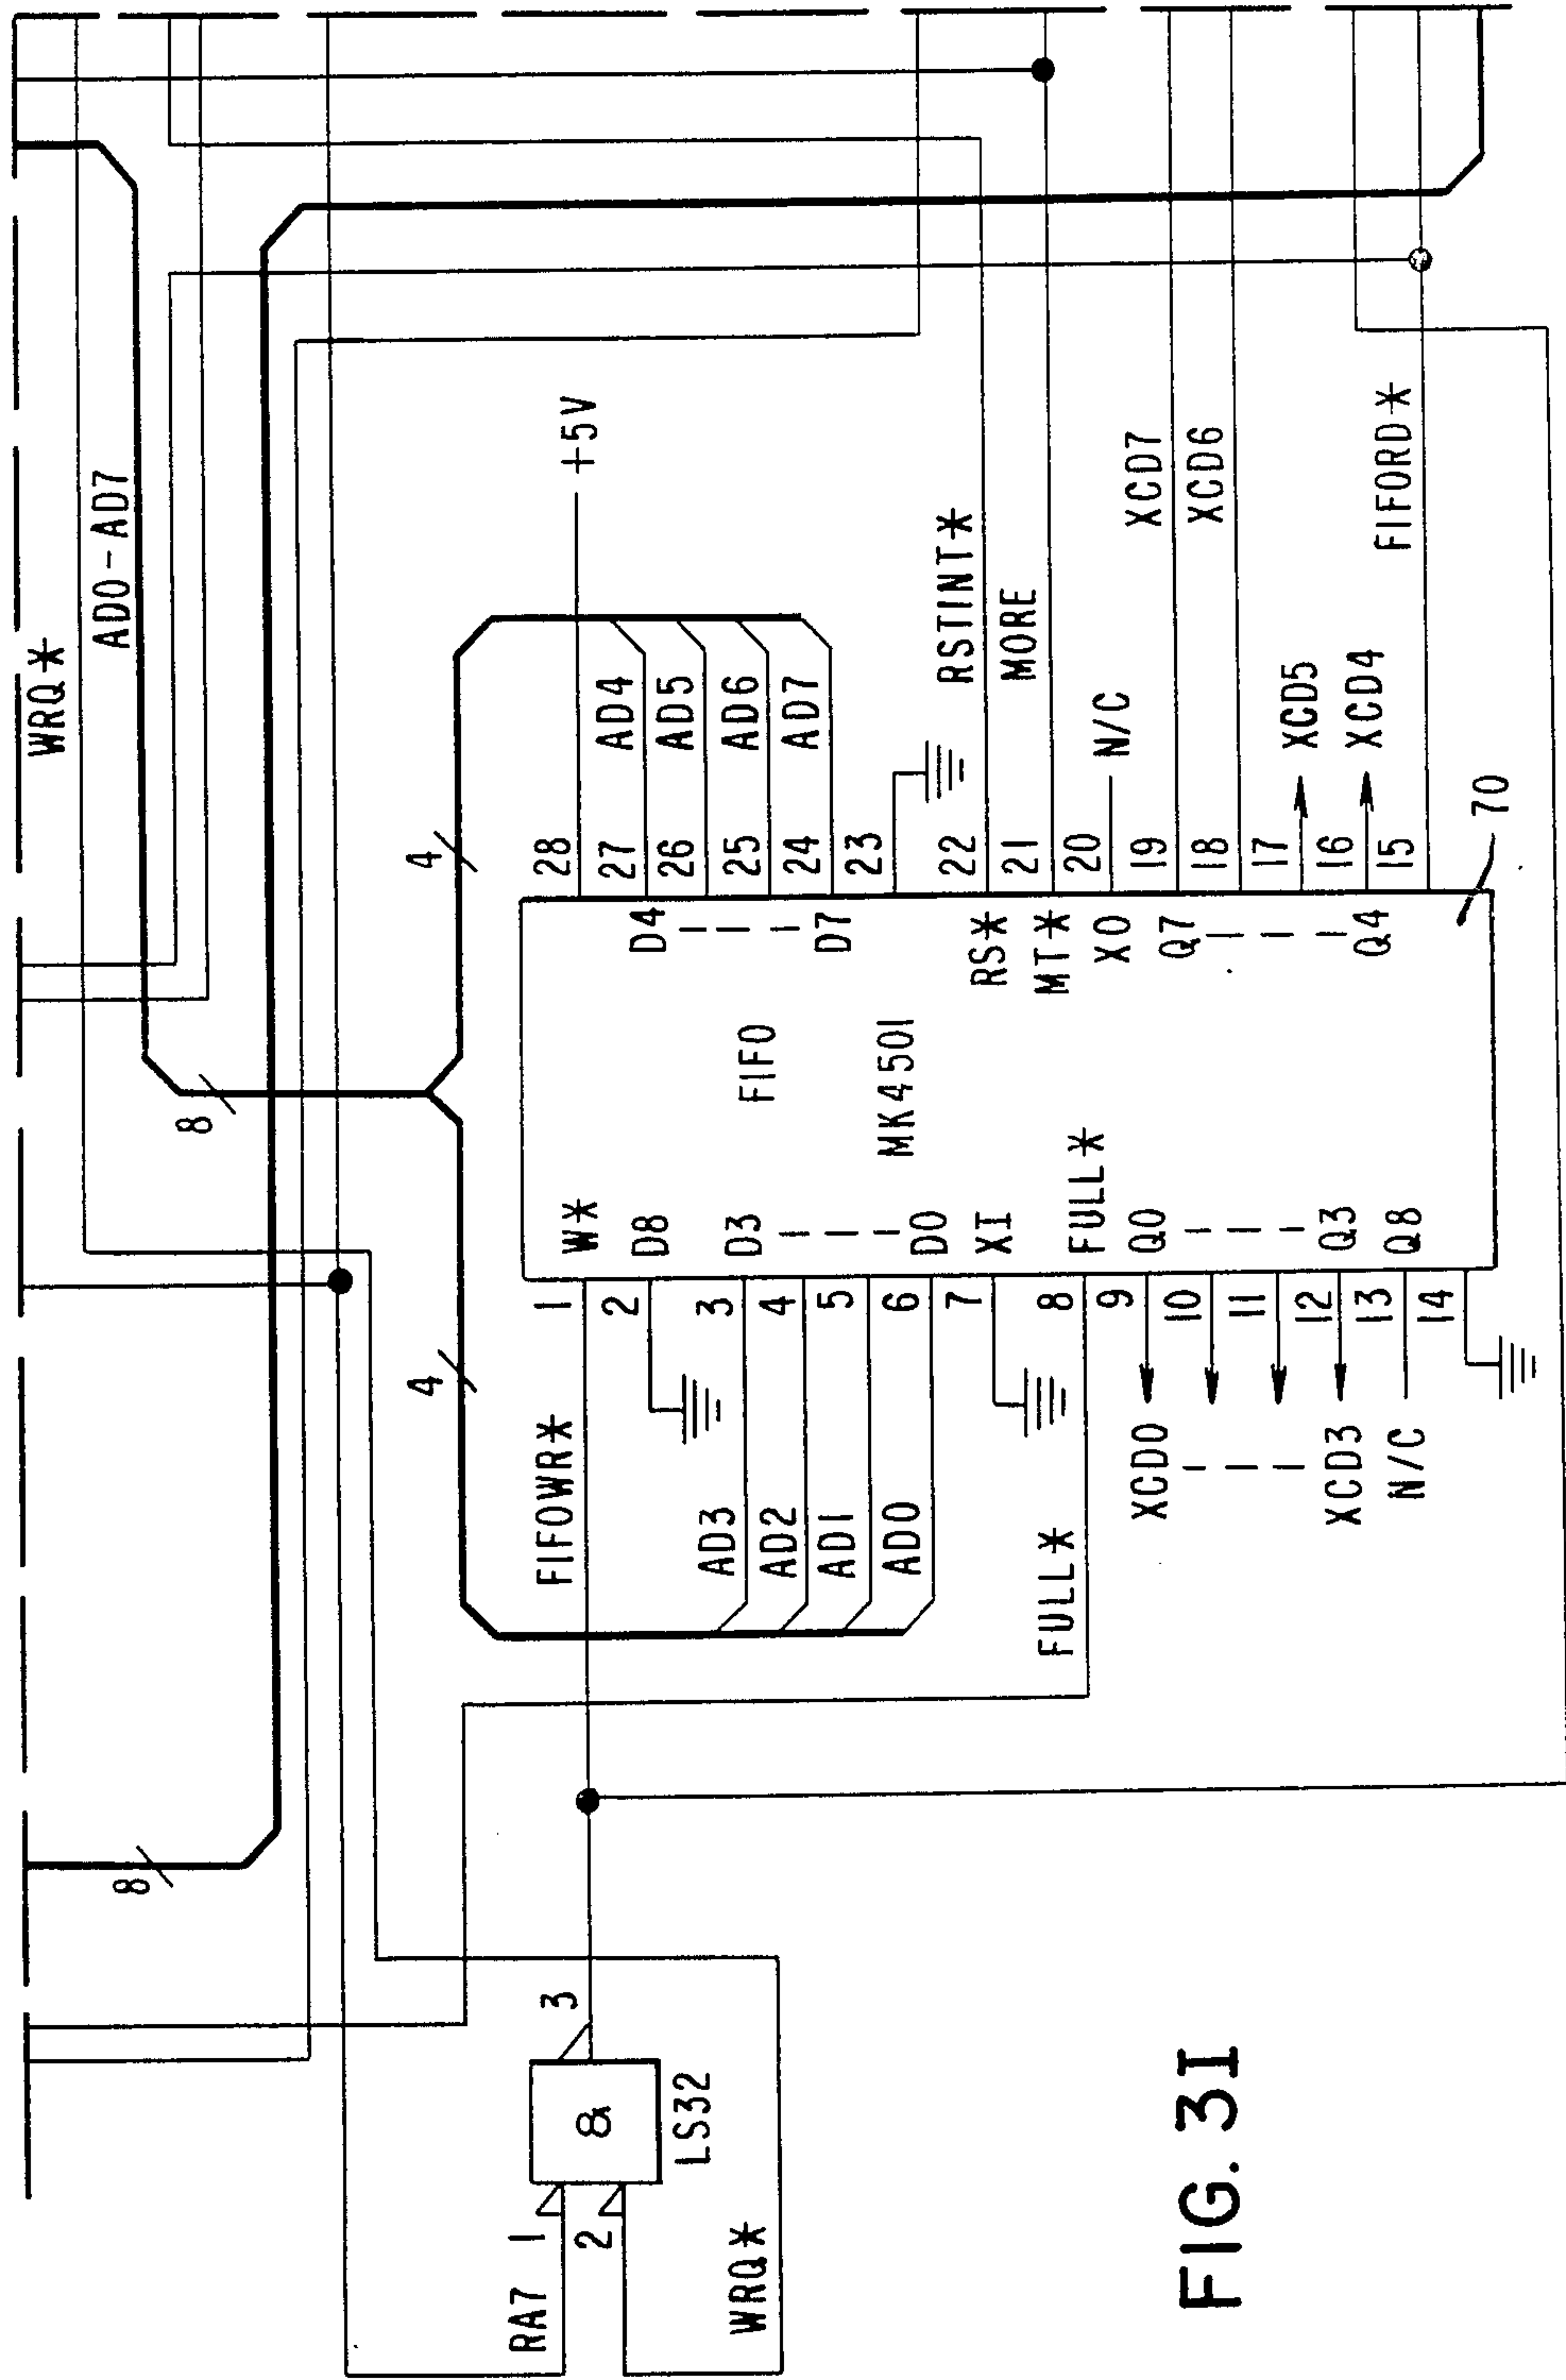 WRQ*
AD0-AD7
8
8
4
4
+5V
RA7
1
2
&
3
LS32
WRQ*
FIFOWR*
AD3
AD2
AD1
AD0
FULL*
XCD0
XCD3
N/C
1
2
3
4
5
6
7
8
9
10
11
12
13
14
W*
D8
D3
D0
XI
FULL*
Q0
Q3
Q8
FIFO
MK4501
D4
D7
RS*
MT*
XO
Q7
Q4
28
27
26
25
24
23
22
21
20
19
18
17
16
15
AD4
AD5
AD6
AD7
RSTINT*
MORE
N/C
XCD7
XCD6
XCD5
XCD4
FIFORD*
70
FIG. 3I